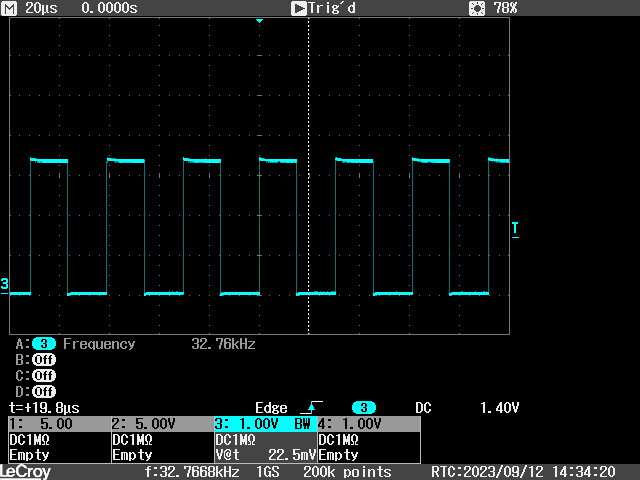 M 20µs 0.0000s Trig'd 78%
T
3
A: 3 Frequency 32.76kHz
B: Off
C: Off
D: Off
t=+19.8µs Edge 3 DC 1.40V
1: 5.00 2: 5.00V 3: 1.00V BW 4: 1.00V
DC1MΩ DC1MΩ DC1MΩ DC1MΩ
Empty Empty V@t 22.5mV Empty
LeCroy f:32.7668kHz 1GS 200k points RTC:2023/09/12 14:34:20